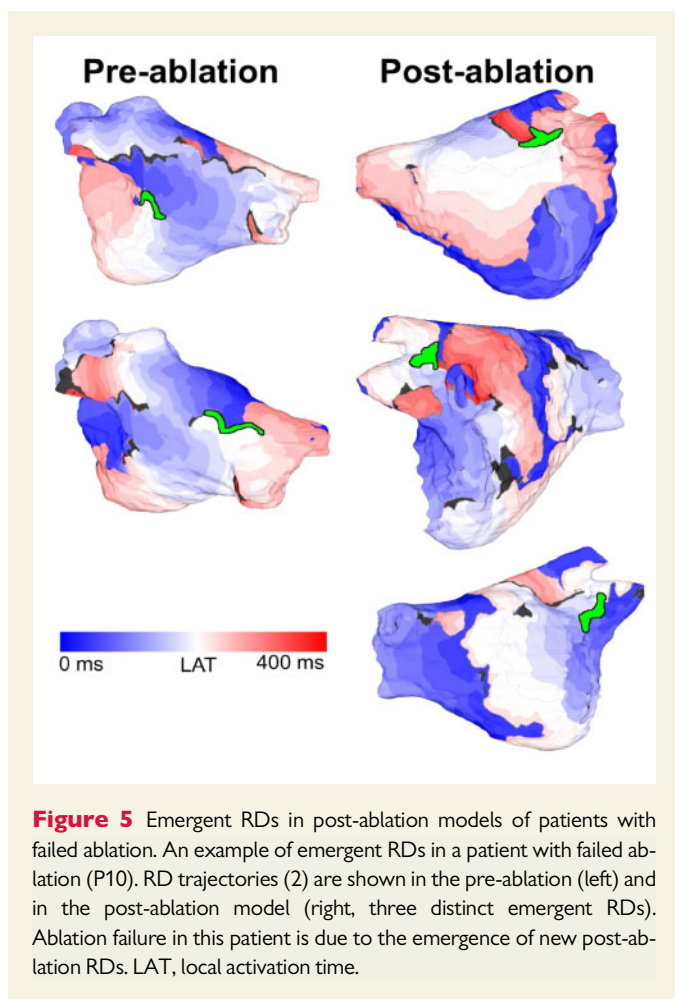 Pre-ablation
Post-ablation
0 ms
LAT
400 ms
Figure 5 Emergent RDs in post-ablation models of patients with
failed ablation. An example of emergent RDs in a patient with failed ab-
lation (P10). RD trajectories (2) are shown in the pre-ablation (left) and
in the post-ablation model (right, three distinct emergent RDs).
Ablation failure in this patient is due to the emergence of new post-ab-
lation RDs. LAT, local activation time.